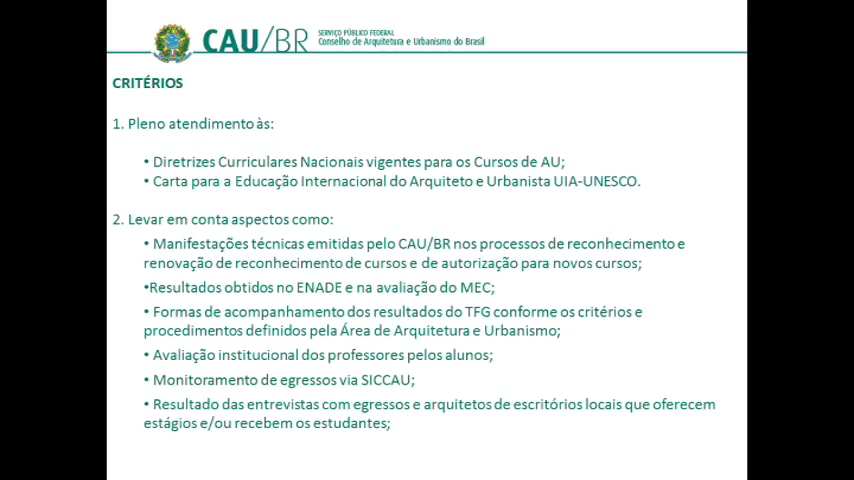 CAU/BR
SERVIÇO PÚBLICO FEDERAL
Conselho de Arquitetura e Urbanismo do Brasil
CRITÉRIOS
1. Pleno atendimento às:
• Diretrizes Curriculares Nacionais vigentes para os Cursos de AU;
• Carta para a Educação Internacional do Arquiteto e Urbanista UIA-UNESCO.
2. Levar em conta aspectos como:
• Manifestações técnicas emitidas pelo CAU/BR nos processos de reconhecimento e
renovação de reconhecimento de cursos e de autorização para novos cursos;
•Resultados obtidos no ENADE e na avaliação do MEC;
• Formas de acompanhamento dos resultados do TFG conforme os critérios e
procedimentos definidos pela Área de Arquitetura e Urbanismo;
• Avaliação institucional dos professores pelos alunos;
• Monitoramento de egressos via SICCAU;
• Resultado das entrevistas com egressos e arquitetos de escritórios locais que oferecem
estágios e/ou recebem os estudantes;